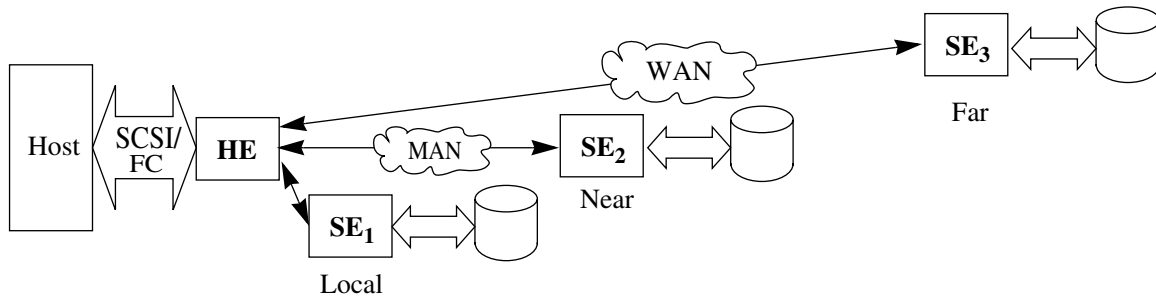 Host
SCSI/
FC
HE
WAN
MAN
SE1
Local
SE2
Near
SE3
Far